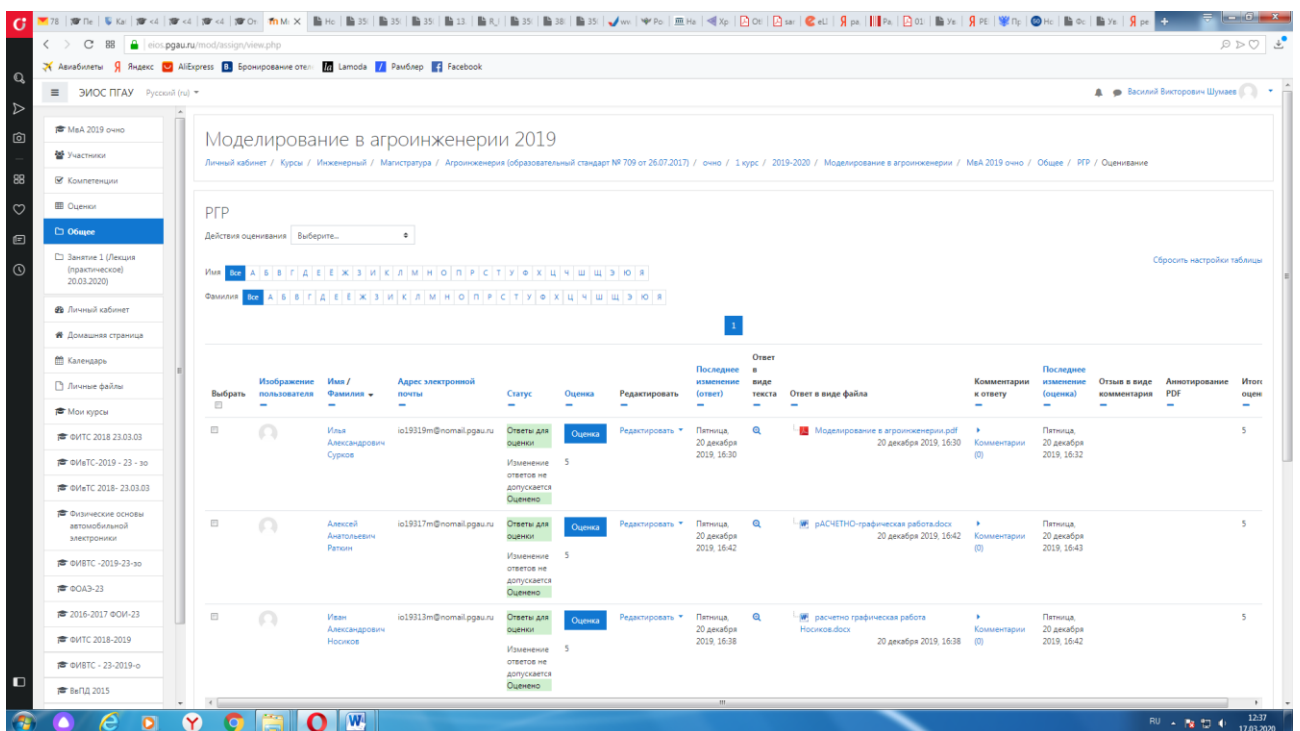 eios.pgau.ru/mod/assign/view.php
Авиабилеты Яндекс AliExpress Бронирование отел Lamoda Рамблер Facebook
ЭИОС ПГАУ Русский (ru)
Василий Викторович Шумаев
МвА 2019 очно
Участники
Компетенции
Оценки
Общее
Занятие 1 (Лекция
(практическое)
20.03.2020)
Личный кабинет
Домашняя страница
Календарь
Личные файлы
Мои курсы
ФИТС 2018 23.03.03
ФИвТС-2019 - 23 - зо
ФИвТС 2018- 23.03.03
Физические основы
автомобильной
электроники
ФИВТС -2019-23-зо
ФОАЭ-23
2016-2017 ФОИ-23
ФИТС 2018-2019
ФИВТС - 23-2019-о
ВвПД 2015
Моделирование в агроинженерии 2019
Личный кабинет / Курсы / Инженерный / Магистратура / Агроинженерия (образовательный стандарт № 709 от 26.07.2017) / очно / 1 курс / 2019-2020 / Моделирование в агроинженерии / МвА 2019 очно / Общее / РГР / Оценивание
РГР
Действия оценивания Выберите...
Сбросить настройки таблицы
Имя Все А Б В Г Д Е Ё Ж З И К Л М Н О П Р С Т У Ф Х Ц Ч Ш Щ Э Ю Я
Фамилия Все А Б В Г Д Е Ё Ж З И К Л М Н О П Р С Т У Ф Х Ц Ч Ш Щ Э Ю Я
1
Выбрать
Изображение
пользователя
Имя /
Фамилия
Адрес электронной
почты
Статус
Оценка
Редактировать
Последнее
изменение
(ответ)
Ответ
в
виде
текста
Ответ в виде файла
Комментарии
к ответу
Последнее
изменение
(оценка)
Отзыв в виде
комментария
Аннотирование
PDF
Итого
оцен
Илья
Александрович
Сурков
io19319m@nomail.pgau.ru
Ответы для
оценки
Изменение
ответов не
допускается
Оценено
Оценка
5
Редактировать
Пятница,
20 декабря
2019, 16:30
Моделирование в агроинженерии.pdf
20 декабря 2019, 16:30
Комментарии
(0)
Пятница,
20 декабря
2019, 16:32
5
Алексей
Анатольевич
Раткин
io19317m@nomail.pgau.ru
Ответы для
оценки
Изменение
ответов не
допускается
Оценено
Оценка
5
Редактировать
Пятница,
20 декабря
2019, 16:42
рАСЧЕТНО-графическая работа.docx
20 декабря 2019, 16:42
Комментарии
(0)
Пятница,
20 декабря
2019, 16:43
5
Иван
Александрович
Носиков
io19313m@nomail.pgau.ru
Ответы для
оценки
Изменение
ответов не
допускается
Оценено
Оценка
5
Редактировать
Пятница,
20 декабря
2019, 16:38
расчетно графическая работа
Носиков.docx
20 декабря 2019, 16:38
Комментарии
(0)
Пятница,
20 декабря
2019, 16:42
5
RU
12:37
17.03.2020